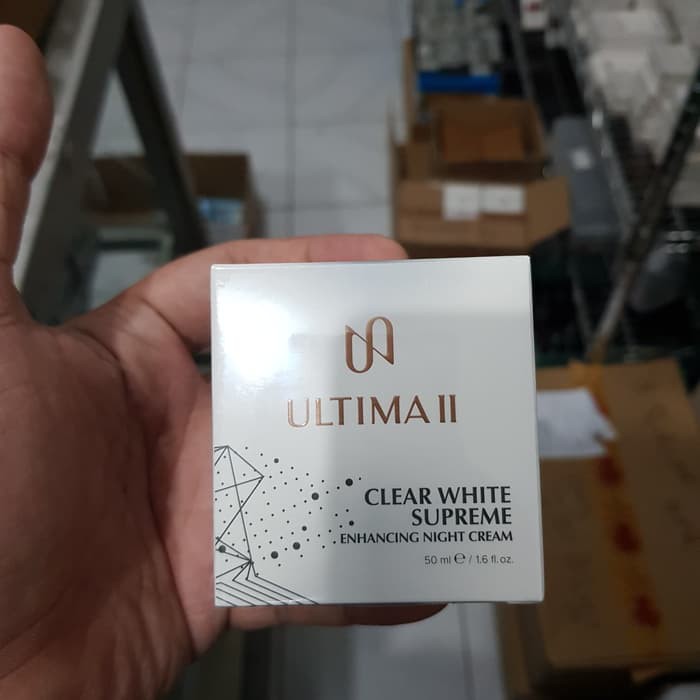 ULTIMA II
CLEAR WHITE
SUPREME
ENHANCING NIGHT CREAM
50 ml ℮ / 1.6 fl. oz.